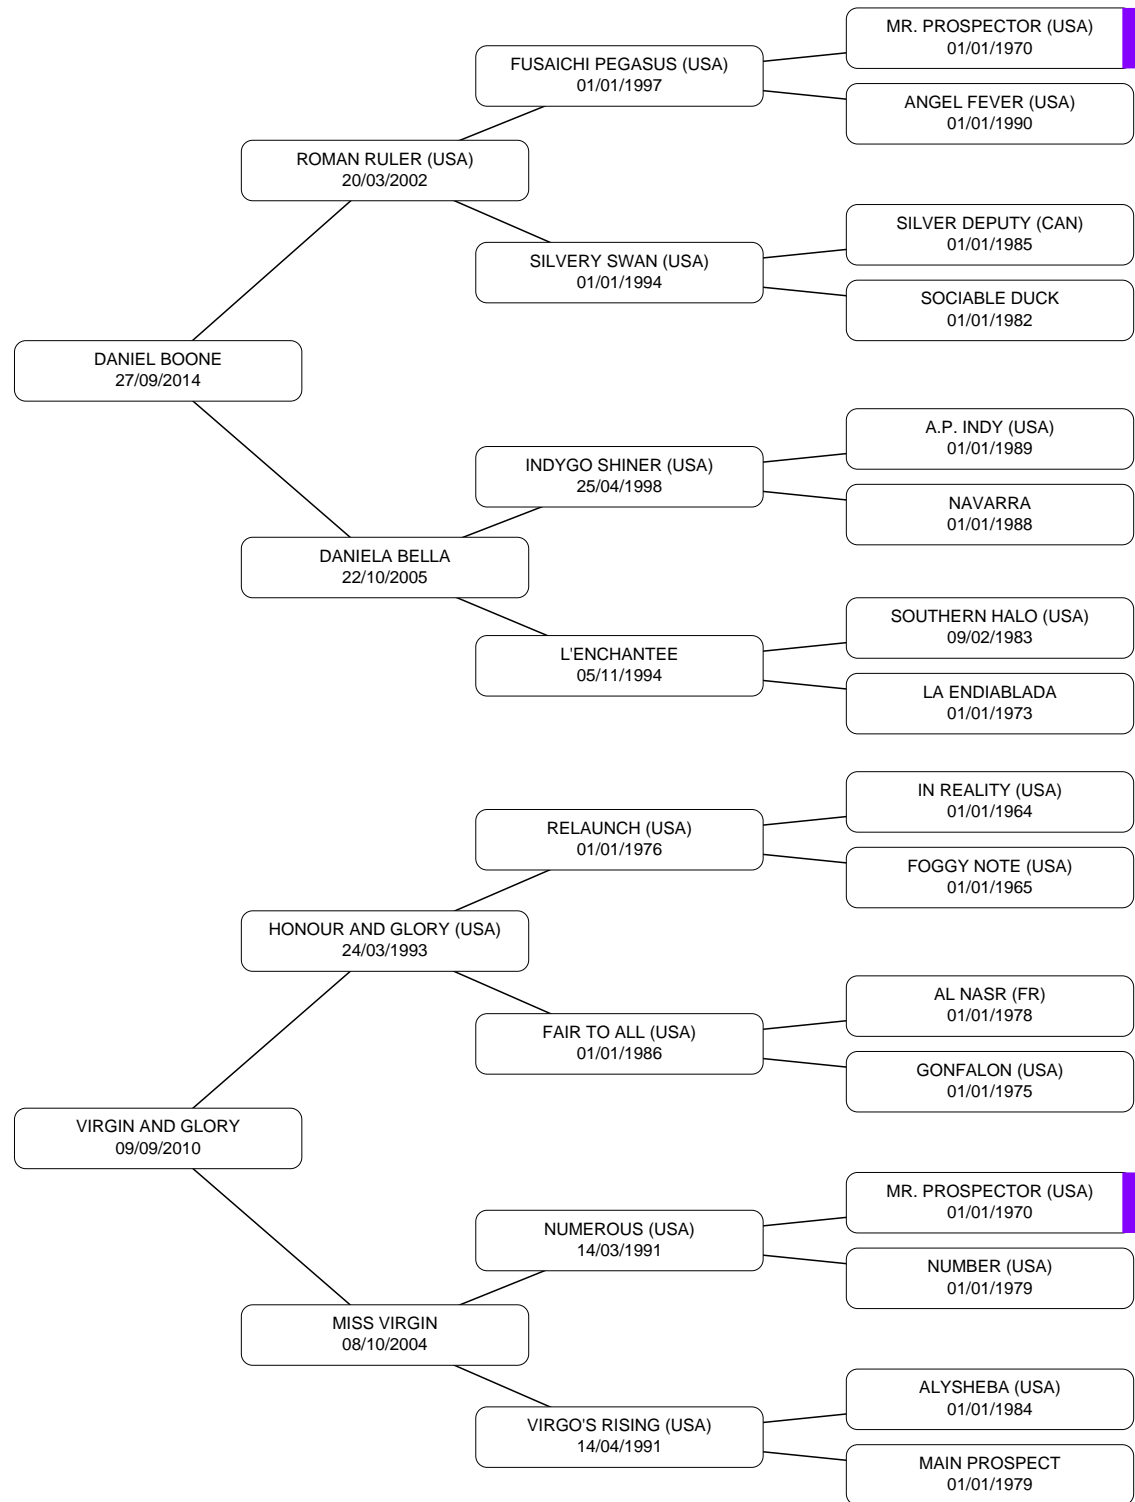 MR. PROSPECTOR (USA)
01/01/1970
FUSAICHI PEGASUS (USA)
01/01/1997
ANGEL FEVER (USA)
01/01/1990
ROMAN RULER (USA)
20/03/2002
SILVER DEPUTY (CAN)
01/01/1985
SILVERY SWAN (USA)
01/01/1994
SOCIABLE DUCK
01/01/1982
DANIEL BOONE
27/09/2014
A.P. INDY (USA)
01/01/1989
INDYGO SHINER (USA)
25/04/1998
NAVARRA
01/01/1988
DANIELA BELLA
22/10/2005
SOUTHERN HALO (USA)
09/02/1983
L'ENCHANTEE
05/11/1994
LA ENDIABLADA
01/01/1973
IN REALITY (USA)
01/01/1964
RELAUNCH (USA)
01/01/1976
FOGGY NOTE (USA)
01/01/1965
HONOUR AND GLORY (USA)
24/03/1993
AL NASR (FR)
01/01/1978
FAIR TO ALL (USA)
01/01/1986
GONFALON (USA)
01/01/1975
VIRGIN AND GLORY
09/09/2010
MR. PROSPECTOR (USA)
01/01/1970
NUMEROUS (USA)
14/03/1991
NUMBER (USA)
01/01/1979
MISS VIRGIN
08/10/2004
ALYSHEBA (USA)
01/01/1984
VIRGO'S RISING (USA)
14/04/1991
MAIN PROSPECT
01/01/1979